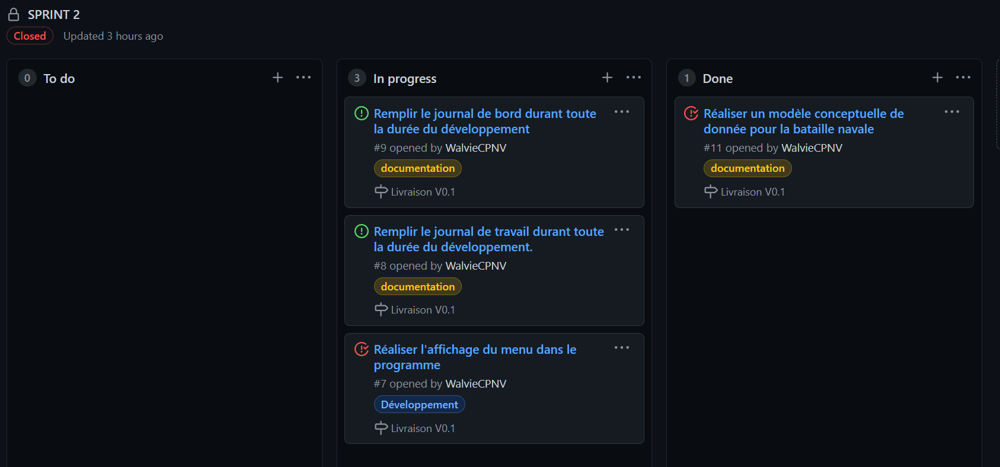 SPRINT 2
Closed Updated 3 hours ago
0 To do
3 In progress
Remplir le journal de bord durant toute
la durée du développement
#9 opened by WalvieCPNV
documentation
Livraison V0.1
Remplir le journal de travail durant toute
la durée du développement.
#8 opened by WalvieCPNV
documentation
Livraison V0.1
Réaliser l'affichage du menu dans le
programme
#7 opened by WalvieCPNV
Développement
Livraison V0.1
1 Done
Réaliser un modèle conceptuelle de
donnée pour la bataille navale
#11 opened by WalvieCPNV
documentation
Livraison V0.1